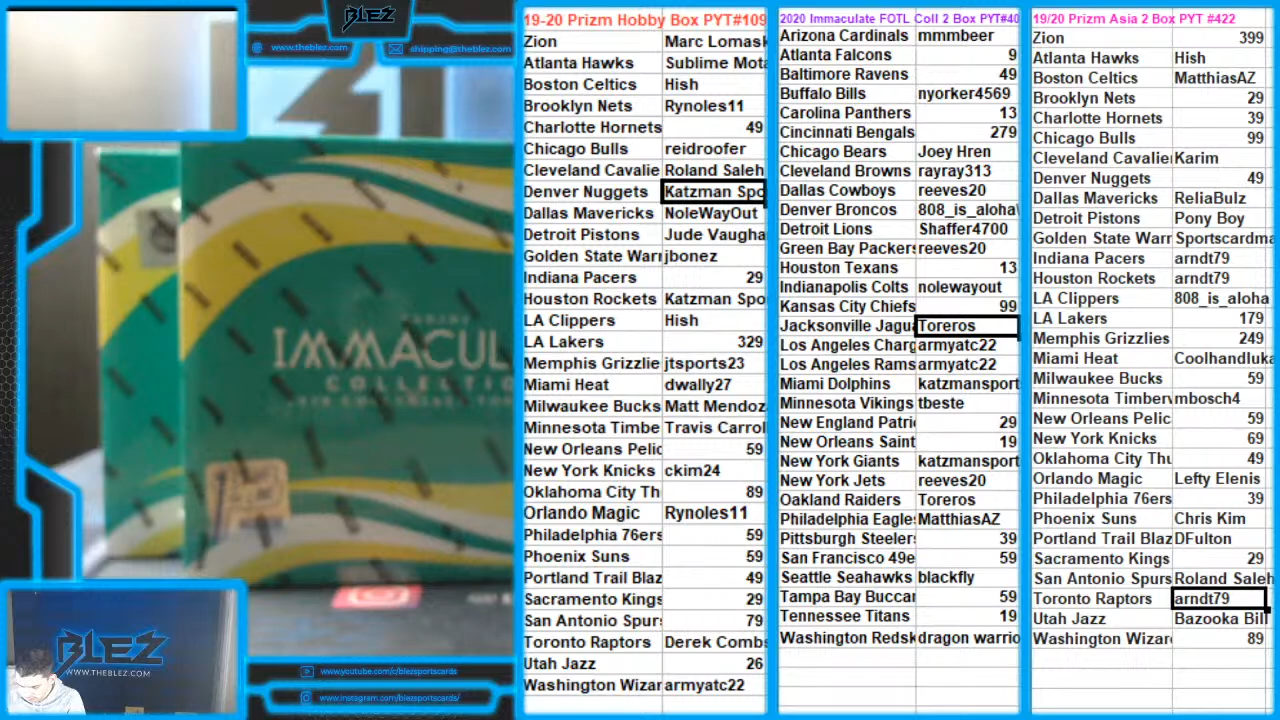 BLEZ
www.theblez.com
shipping@theblez.com
IMMACUL
COLLECTIO
BLEZ
WWW.THEBLEZ.COM
www.youtube.com/c/blezsportscards
www.instagram.com/blezsportscards/
19-20 Prizm Hobby Box PYT#109
Zion Marc Lomask
Atlanta Hawks Sublime Mota
Boston Celtics Hish
Brooklyn Nets Rynoles11
Charlotte Hornets 49
Chicago Bulls reidroofer
Cleveland Cavalie Roland Saleh
Denver Nuggets Katzman Spo
Dallas Mavericks NoleWayOut
Detroit Pistons Jude Vaugha
Golden State Warr jbonez
Indiana Pacers 29
Houston Rockets Katzman Spo
LA Clippers Hish
LA Lakers 329
Memphis Grizzlie jtsports23
Miami Heat dwally27
Milwaukee Bucks Matt Mendoz
Minnesota Timbe Travis Carrol
New Orleans Pelic 59
New York Knicks ckim24
Oklahoma City Th 89
Orlando Magic Rynoles11
Philadelphia 76ers 59
Phoenix Suns 59
Portland Trail Blaz 49
Sacramento Kings 29
San Antonio Spurs 79
Toronto Raptors Derek Combs
Utah Jazz 26
Washington Wizar armyatc22
2020 Immaculate FOTL Coll 2 Box PYT#40
Arizona Cardinals mmmbeer
Atlanta Falcons 9
Baltimore Ravens 49
Buffalo Bills nyorker4569
Carolina Panthers 13
Cincinnati Bengals 279
Chicago Bears Joey Hren
Cleveland Browns rayray313
Dallas Cowboys reeves20
Denver Broncos 808_is_aloha
Detroit Lions Shaffer4700
Green Bay Packers reeves20
Houston Texans 13
Indianapolis Colts nolewayout
Kansas City Chiefs 99
Jacksonville Jagua Toreros
Los Angeles Charg armyatc22
Los Angeles Rams armyatc22
Miami Dolphins katzmansport
Minnesota Vikings tbeste
New England Patri 29
New Orleans Saint 19
New York Giants katzmansport
New York Jets reeves20
Oakland Raiders Toreros
Philadelphia Eagle MatthiasAZ
Pittsburgh Steeler 39
San Francisco 49e 59
Seattle Seahawks blackfly
Tampa Bay Buccar 59
Tennessee Titans 19
Washington Redsk dragon warrio
19/20 Prizm Asia 2 Box PYT #422
Zion 399
Atlanta Hawks Hish
Boston Celtics MatthiasAZ
Brooklyn Nets 29
Charlotte Hornets 39
Chicago Bulls 99
Cleveland Cavalier Karim
Denver Nuggets 49
Dallas Mavericks ReliaBulz
Detroit Pistons Pony Boy
Golden State Warr Sportscardma
Indiana Pacers arndt79
Houston Rockets arndt79
LA Clippers 808_is_aloha
LA Lakers 179
Memphis Grizzlies 249
Miami Heat Coolhandluka
Milwaukee Bucks 59
Minnesota Timberv mbosch4
New Orleans Pelic 59
New York Knicks 69
Oklahoma City Thu 49
Orlando Magic Lefty Elenis
Philadelphia 76ers 39
Phoenix Suns Chris Kim
Portland Trail Blaz DFulton
Sacramento Kings 29
San Antonio Spurs Roland Saleh
Toronto Raptors arndt79
Utah Jazz Bazooka Bill
Washington Wizar 89